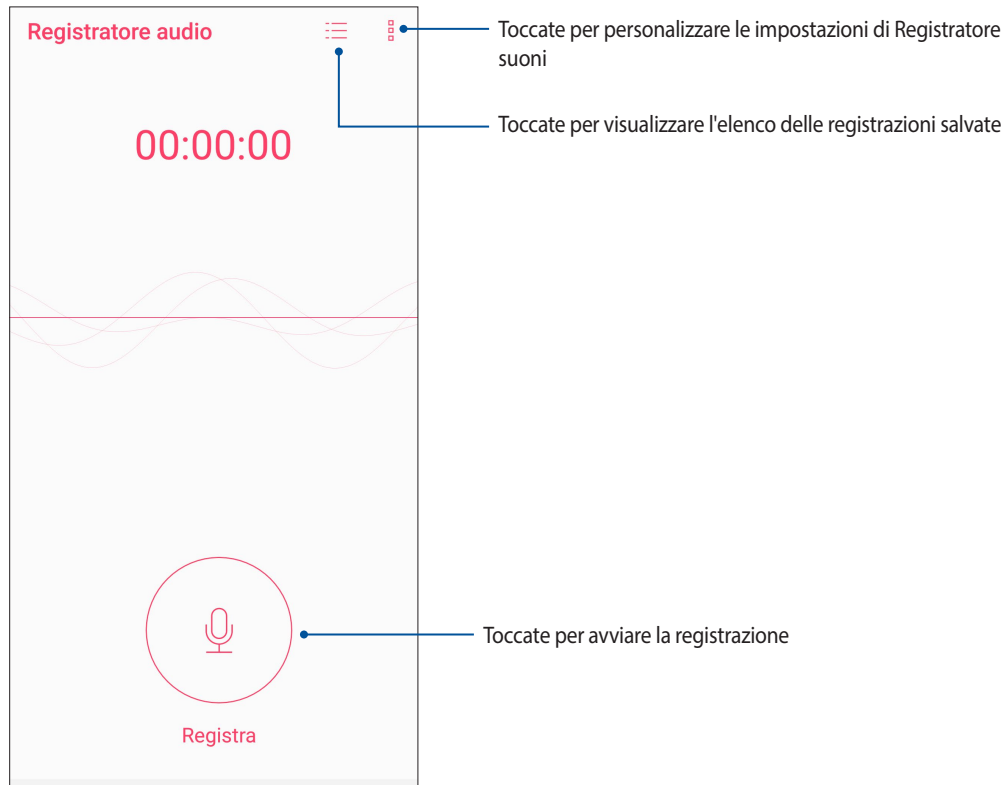 Registratore audio
Toccate per personalizzare le impostazioni di Registratore
suoni
Toccate per visualizzare l'elenco delle registrazioni salvate
00:00:00
Toccate per avviare la registrazione
Registra